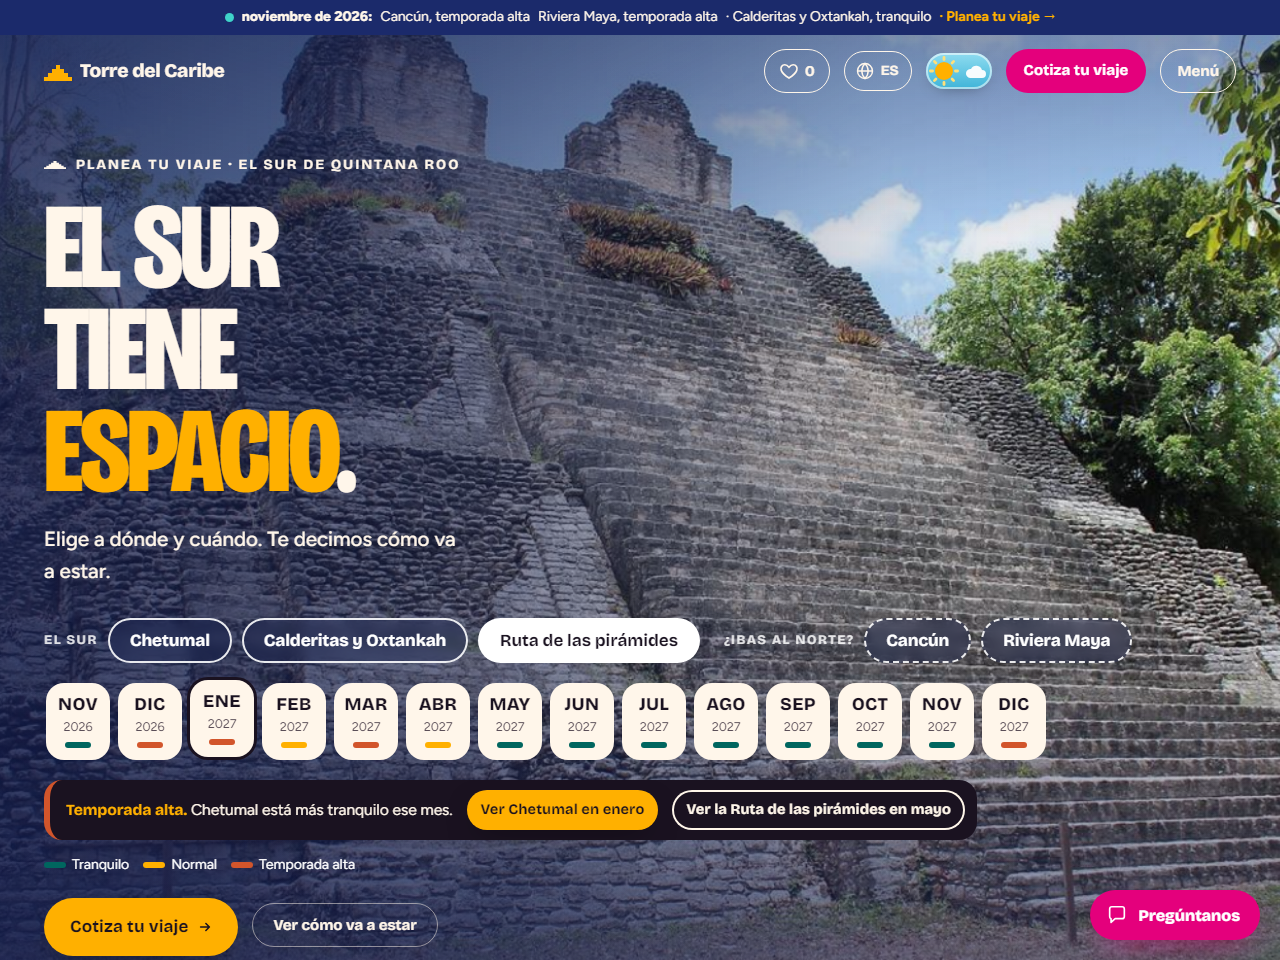 noviembre de 2026: Cancún, temporada alta Riviera Maya, temporada alta · Calderitas y Oxtankah, tranquilo · Planea tu viaje →
Torre del Caribe
0
ES
Cotiza tu viaje
Menú
PLANEA TU VIAJE · EL SUR DE QUINTANA ROO
EL SUR
TIENE
ESPACIO.
Elige a dónde y cuándo. Te decimos cómo va
a estar.
EL SUR Chetumal Calderitas y Oxtankah Ruta de las pirámides ¿IBAS AL NORTE? Cancún Riviera Maya
NOV DIC ENE FEB MAR ABR MAY JUN JUL AGO SEP OCT NOV DIC
2026 2026 2027 2027 2027 2027 2027 2027 2027 2027 2027 2027 2027 2027
Temporada alta. Chetumal está más tranquilo ese mes. Ver Chetumal en enero Ver la Ruta de las pirámides en mayo
Tranquilo Normal Temporada alta
Cotiza tu viaje → Ver cómo va a estar
Pregúntanos